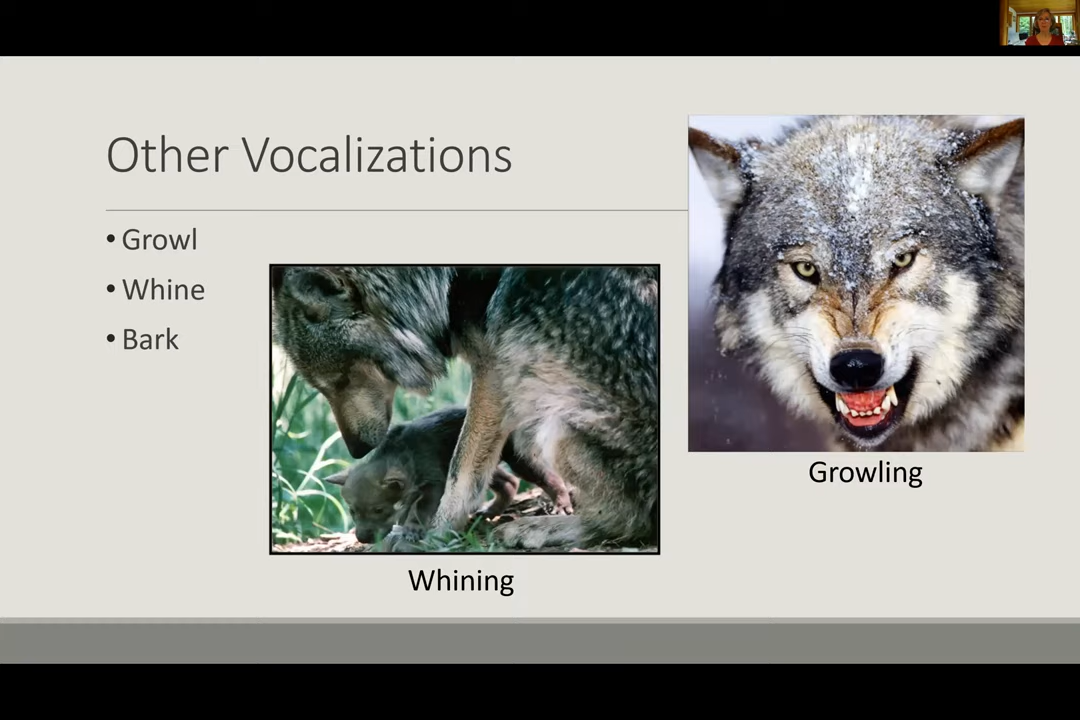 Other Vocalizations
• Growl
• Whine
• Bark
Growling
Whining